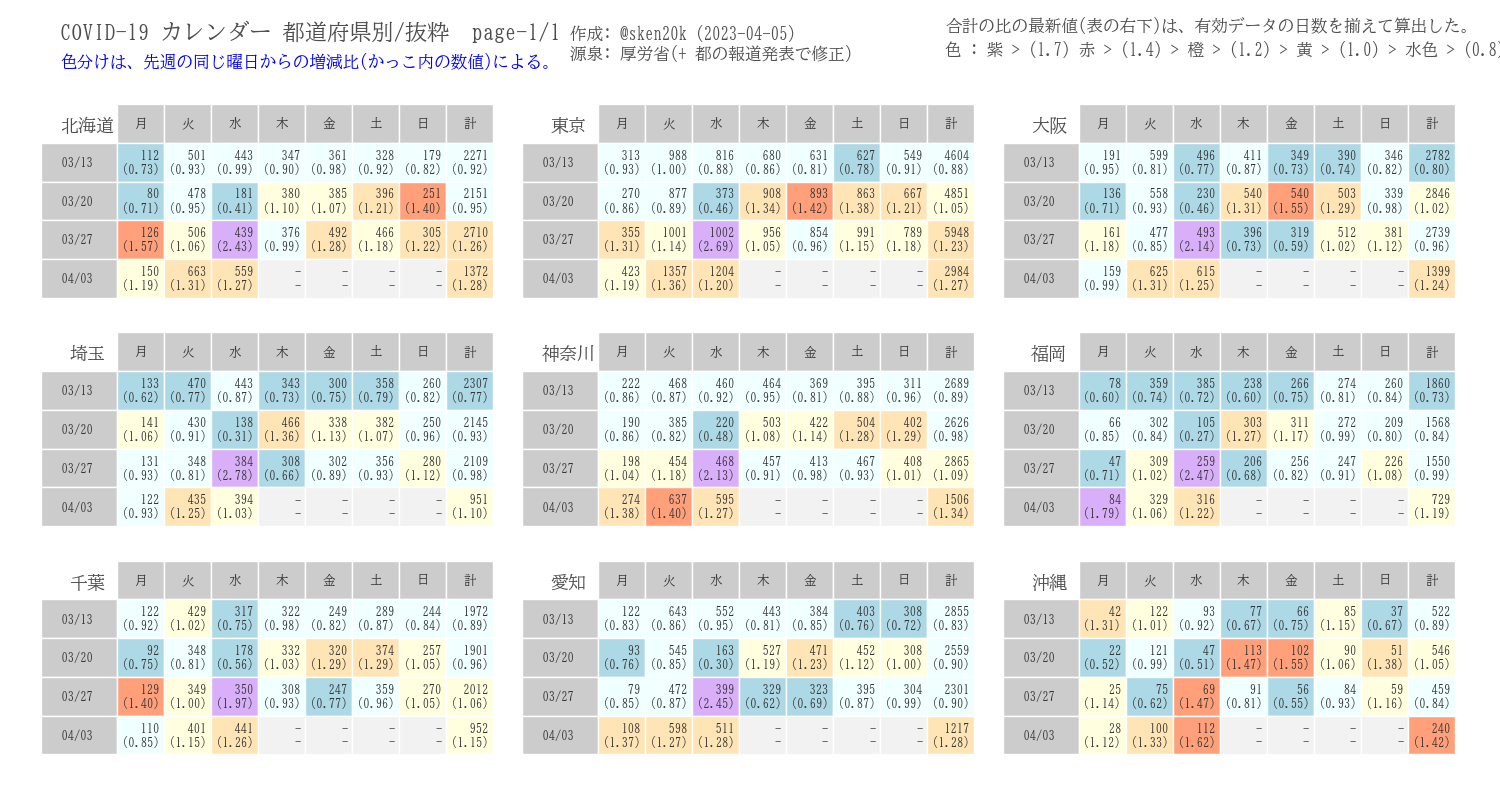 COVID-19 カレンダー 都道府県別/抜粋 page-1/1
作成: @sken20k (2023-04-05)
合計の比の最新値(表の右下)は、有効データの日数を揃えて算出した。
色分けは、先週の同じ曜日からの増減比(かっこ内の数値)による。
源泉: 厚労省(+ 都の報道発表で修正)
色 : 紫 > (1.7) 赤 > (1.4) > 橙 > (1.2) > 黄 > (1.0) > 水色 > (0.8)
北海道 月 火 水 木 金 土 日 計
03/13 112 501 443 347 361 328 179 2271
(0.73) (0.93) (0.99) (0.90) (0.98) (0.92) (0.82) (0.92)
03/20 80 478 181 380 385 396 251 2151
(0.71) (0.95) (0.41) (1.10) (1.07) (1.21) (1.40) (0.95)
03/27 126 506 439 376 492 466 305 2710
(1.57) (1.06) (2.43) (0.99) (1.28) (1.18) (1.22) (1.26)
04/03 150 663 559 - - - - 1372
(1.19) (1.31) (1.27) - - - - (1.28)
東京 月 火 水 木 金 土 日 計
03/13 313 988 816 680 631 627 549 4604
(0.93) (1.00) (0.88) (0.86) (0.81) (0.78) (0.91) (0.88)
03/20 270 877 373 908 893 863 667 4851
(0.86) (0.89) (0.46) (1.34) (1.42) (1.38) (1.21) (1.05)
03/27 355 1001 1002 956 854 991 789 5948
(1.31) (1.14) (2.69) (1.05) (0.96) (1.15) (1.18) (1.23)
04/03 423 1357 1204 - - - - 2984
(1.19) (1.36) (1.20) - - - - (1.27)
大阪 月 火 水 木 金 土 日 計
03/13 191 599 496 411 349 390 346 2782
(0.95) (0.81) (0.77) (0.87) (0.73) (0.74) (0.82) (0.80)
03/20 136 558 230 540 540 503 339 2846
(0.71) (0.93) (0.46) (1.31) (1.55) (1.29) (0.98) (1.02)
03/27 161 477 493 396 319 512 381 2739
(1.18) (0.85) (2.14) (0.73) (0.59) (1.02) (1.12) (0.96)
04/03 159 625 615 - - - - 1399
(0.99) (1.31) (1.25) - - - - (1.24)
埼玉 月 火 水 木 金 土 日 計
03/13 133 470 443 343 300 358 260 2307
(0.62) (0.77) (0.87) (0.73) (0.75) (0.79) (0.82) (0.77)
03/20 141 430 138 466 338 382 250 2145
(1.06) (0.91) (0.31) (1.36) (1.13) (1.07) (0.96) (0.93)
03/27 131 348 384 308 302 356 280 2109
(0.93) (0.81) (2.78) (0.66) (0.89) (0.93) (1.12) (0.98)
04/03 122 435 394 - - - - 951
(0.93) (1.25) (1.03) - - - - (1.10)
神奈川 月 火 水 木 金 土 日 計
03/13 222 468 460 464 369 395 311 2689
(0.86) (0.87) (0.92) (0.95) (0.81) (0.88) (0.96) (0.89)
03/20 190 385 220 503 422 504 402 2626
(0.86) (0.82) (0.48) (1.08) (1.14) (1.28) (1.29) (0.98)
03/27 198 454 468 457 413 467 408 2865
(1.04) (1.18) (2.13) (0.91) (0.98) (0.93) (1.01) (1.09)
04/03 274 637 595 - - - - 1506
(1.38) (1.40) (1.27) - - - - (1.34)
福岡 月 火 水 木 金 土 日 計
03/13 78 359 385 238 266 274 260 1860
(0.60) (0.74) (0.72) (0.60) (0.75) (0.81) (0.84) (0.73)
03/20 66 302 105 303 311 272 209 1568
(0.85) (0.84) (0.27) (1.27) (1.17) (0.99) (0.80) (0.84)
03/27 47 309 259 206 256 247 226 1550
(0.71) (1.02) (2.47) (0.68) (0.82) (0.91) (1.08) (0.99)
04/03 84 329 316 - - - - 729
(1.79) (1.06) (1.22) - - - - (1.19)
千葉 月 火 水 木 金 土 日 計
03/13 122 429 317 322 249 289 244 1972
(0.92) (1.02) (0.75) (0.98) (0.82) (0.87) (0.84) (0.89)
03/20 92 348 178 332 320 374 257 1901
(0.75) (0.81) (0.56) (1.03) (1.29) (1.29) (1.05) (0.96)
03/27 129 349 350 308 247 359 270 2012
(1.40) (1.00) (1.97) (0.93) (0.77) (0.96) (1.05) (1.06)
04/03 110 401 441 - - - - 952
(0.85) (1.15) (1.26) - - - - (1.15)
愛知 月 火 水 木 金 土 日 計
03/13 122 643 552 443 384 403 308 2855
(0.83) (0.86) (0.95) (0.81) (0.85) (0.76) (0.72) (0.83)
03/20 93 545 163 527 471 452 308 2559
(0.76) (0.85) (0.30) (1.19) (1.23) (1.12) (1.00) (0.90)
03/27 79 472 399 329 323 395 304 2301
(0.85) (0.87) (2.45) (0.62) (0.69) (0.87) (0.99) (0.90)
04/03 108 598 511 - - - - 1217
(1.37) (1.27) (1.28) - - - - (1.28)
沖縄 月 火 水 木 金 土 日 計
03/13 42 122 93 77 66 85 37 522
(1.31) (1.01) (0.92) (0.67) (0.75) (1.15) (0.67) (0.89)
03/20 22 121 47 113 102 90 51 546
(0.52) (0.99) (0.51) (1.47) (1.55) (1.06) (1.38) (1.05)
03/27 25 75 69 91 56 84 59 459
(1.14) (0.62) (1.47) (0.81) (0.55) (0.93) (1.16) (0.84)
04/03 28 100 112 - - - - 240
(1.12) (1.33) (1.62) - - - - (1.42)